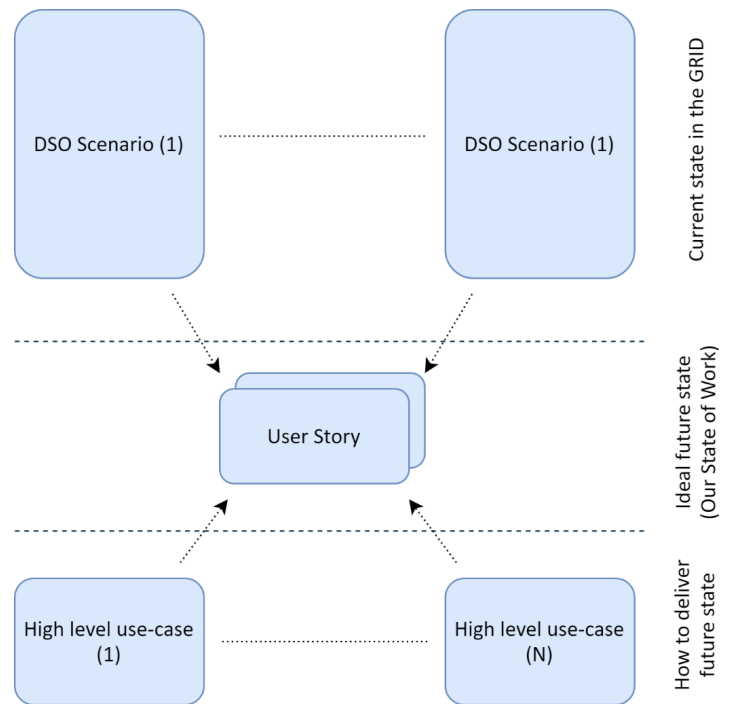 DSO Scenario (1)
DSO Scenario (1)
Current state in the GRID
User Story
Ideal future state
(Our State of Work)
High level use-case
(1)
High level use-case
(N)
How to deliver
future state